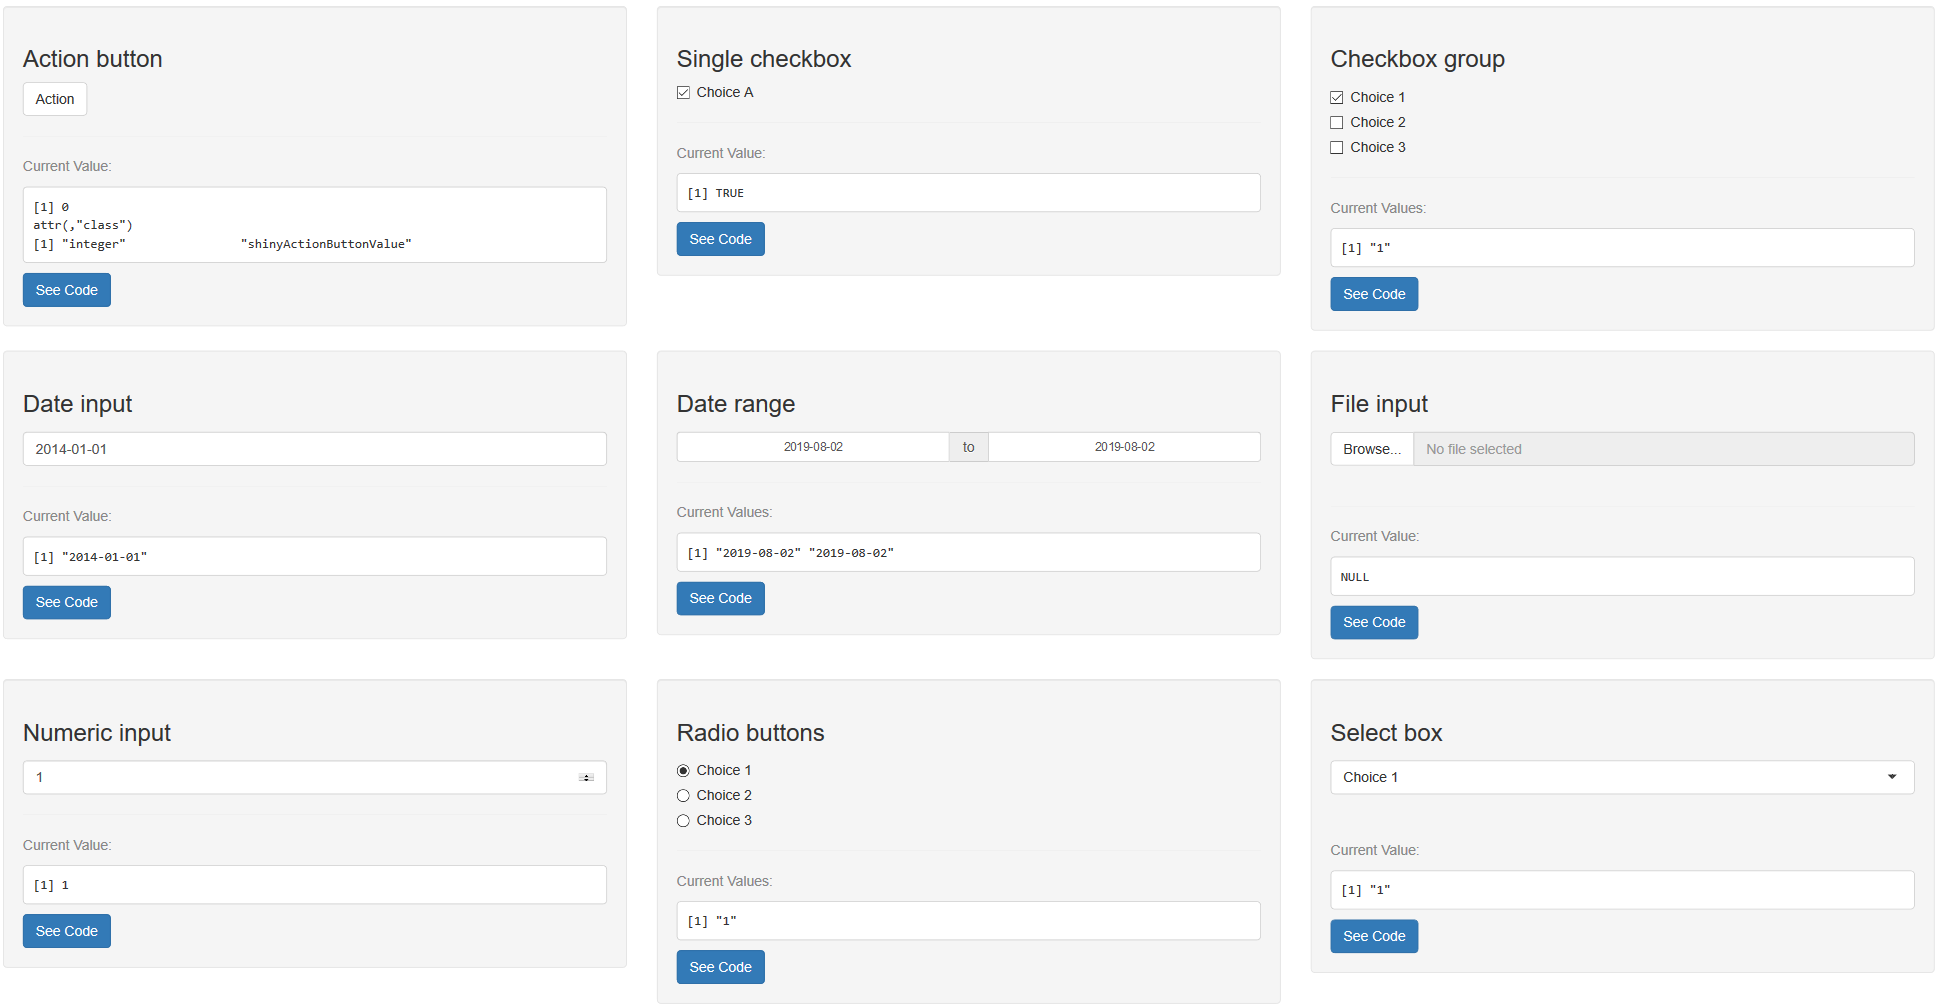 Action button
Action
Current Value:
[1] 0
attr(,"class")
[1] "integer"                "shinyActionButtonValue"
See Code
Single checkbox
Choice A
Current Value:
[1] TRUE
See Code
Checkbox group
Choice 1
Choice 2
Choice 3
Current Values:
[1] "1"
See Code
Date input
2014-01-01
Current Value:
[1] "2014-01-01"
See Code
Date range
2019-08-02 to 2019-08-02
Current Values:
[1] "2019-08-02" "2019-08-02"
See Code
File input
Browse... No file selected
Current Value:
NULL
See Code
Numeric input
1
Current Value:
[1] 1
See Code
Radio buttons
Choice 1
Choice 2
Choice 3
Current Values:
[1] "1"
See Code
Select box
Choice 1
Current Value:
[1] "1"
See Code